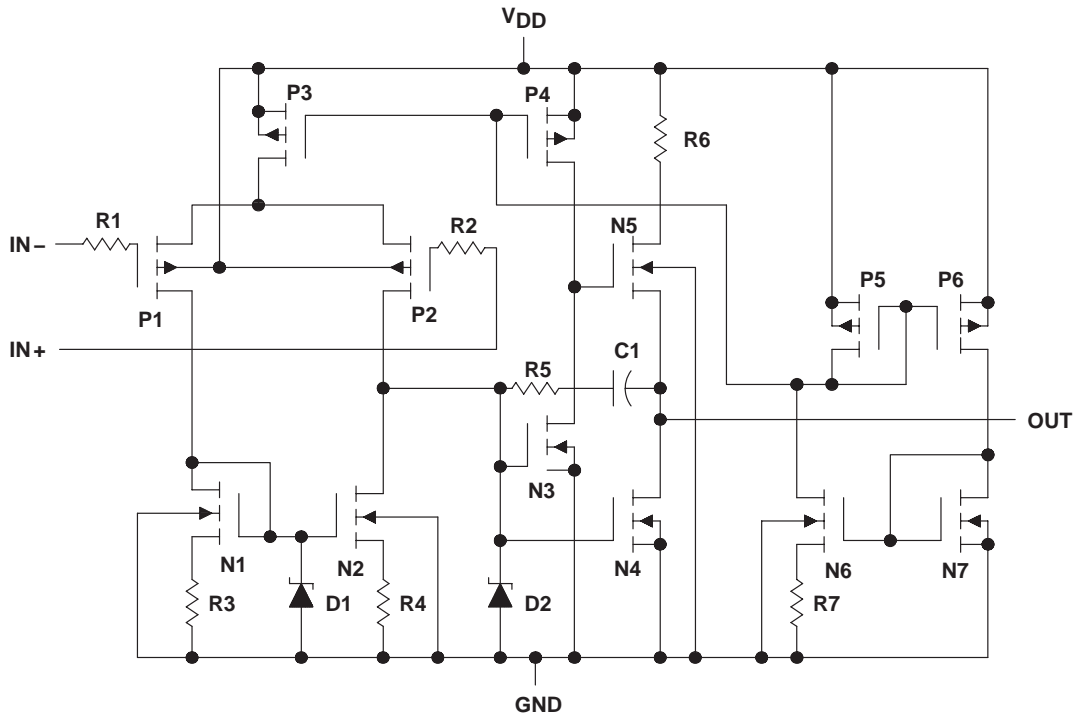 VDD
P3
P4
R6
R1
R2
N5
IN−
P5
P6
P1
P2
IN+
C1
R5
OUT
N3
N1
N2
N4
N6
N7
R3
D1
R4
D2
R7
GND